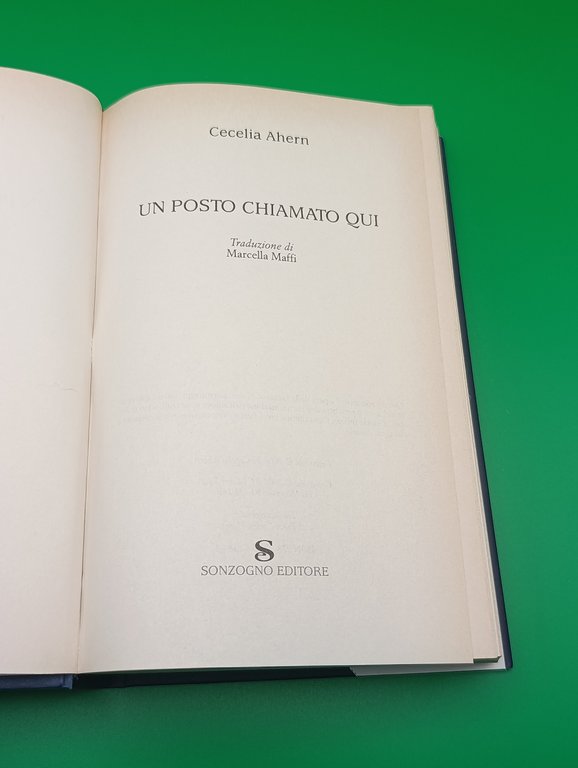 Cecelia Ahern
UN POSTO CHIAMATO QUI
Traduzione di
Marcella Maffi
S
SONZOGNO EDITORE